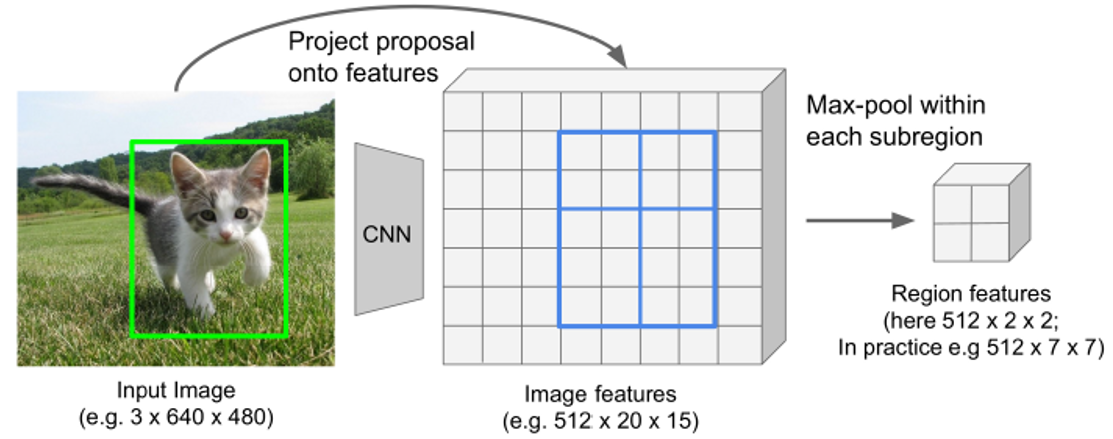 Project proposal
onto features
Max-pool within
each subregion
CNN
Input Image
(e.g. 3 x 640 x 480)
Image features
(e.g. 512 x 20 x 15)
Region features
(here 512 x 2 x 2;
In practice e.g 512 x 7 x 7)